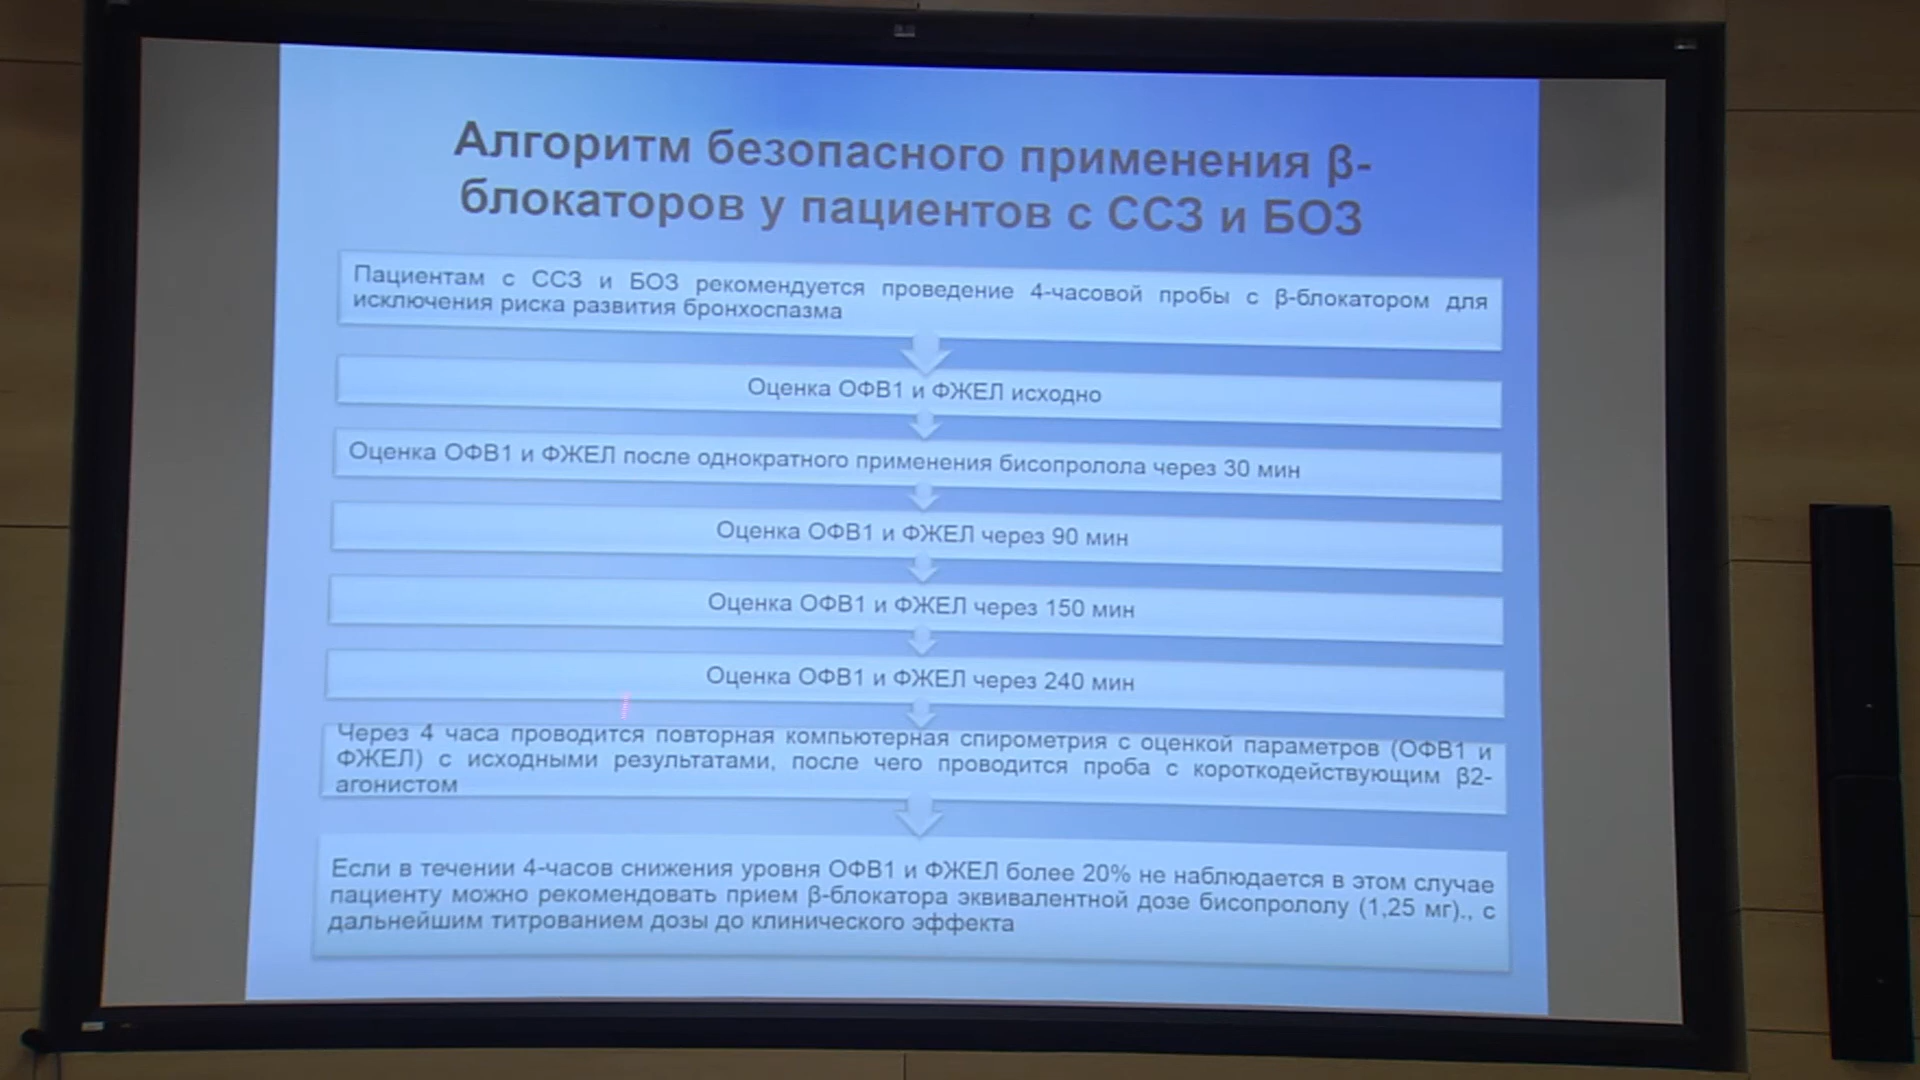 Алгоритм безопасного применения β-
блокаторов у пациентов с ССЗ и БОЗ
Пациентам с ССЗ и БОЗ рекомендуется проведение 4-часовой пробы с β-блокатором для
исключения риска развития бронхоспазма
Оценка ОФВ1 и ФЖЕЛ исходно
Оценка ОФВ1 и ФЖЕЛ после однократного применения бисопролола через 30 мин
Оценка ОФВ1 и ФЖЕЛ через 90 мин
Оценка ОФВ1 и ФЖЕЛ через 150 мин
Оценка ОФВ1 и ФЖЕЛ через 240 мин
Через 4 часа проводится повторная компьютерная спирометрия с оценкой параметров (ОФВ1 и
ФЖЕЛ) с исходными результатами, после чего проводится проба с короткодействующим β2-
агонистом
Если в течении 4-часов снижения уровня ОФВ1 и ФЖЕЛ более 20% не наблюдается в этом случае
пациенту можно рекомендовать прием β-блокатора эквивалентной дозе бисопрололу (1,25 мг)., с
дальнейшим титрованием дозы до клинического эффекта